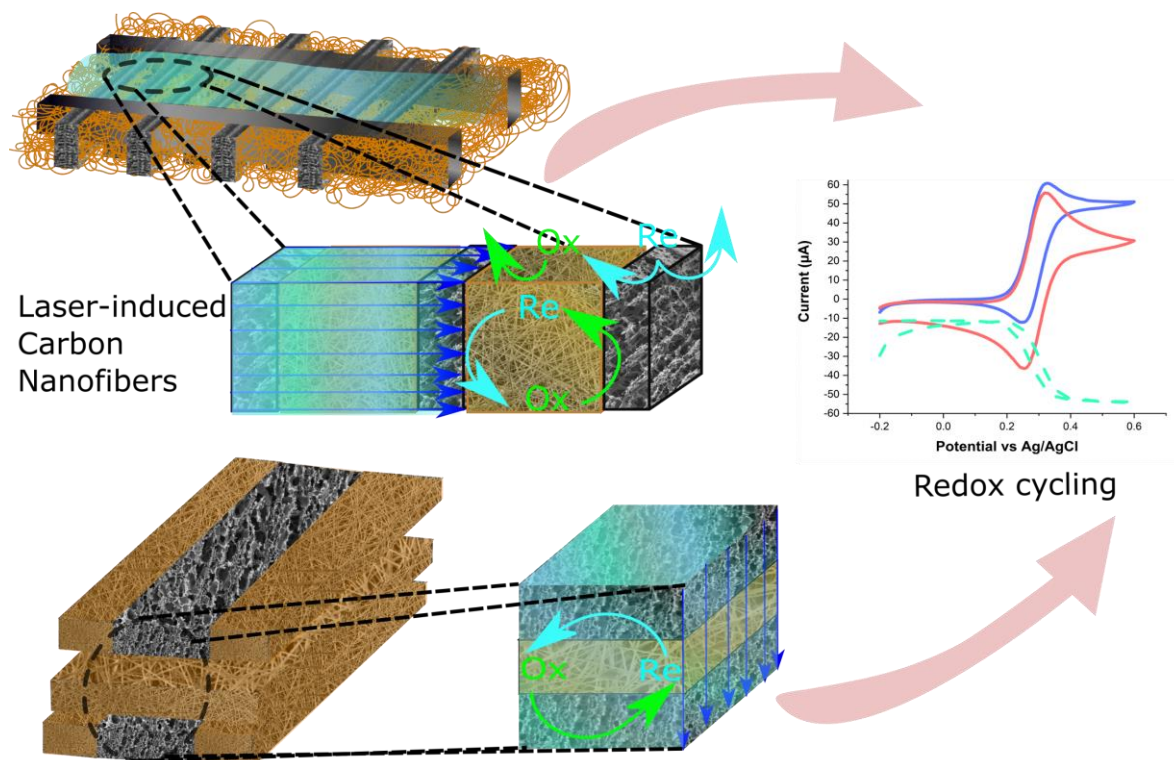 Ox
Re
Laser-induced
Carbon
Nanofibers
Re
Ox
60
50
40
30
20
10
0
-10
-20
-30
-40
-50
-60
Current (µA)
-0.2
0.0
0.2
0.4
0.6
Potential vs Ag/AgCl
Redox cycling
Ox
Re